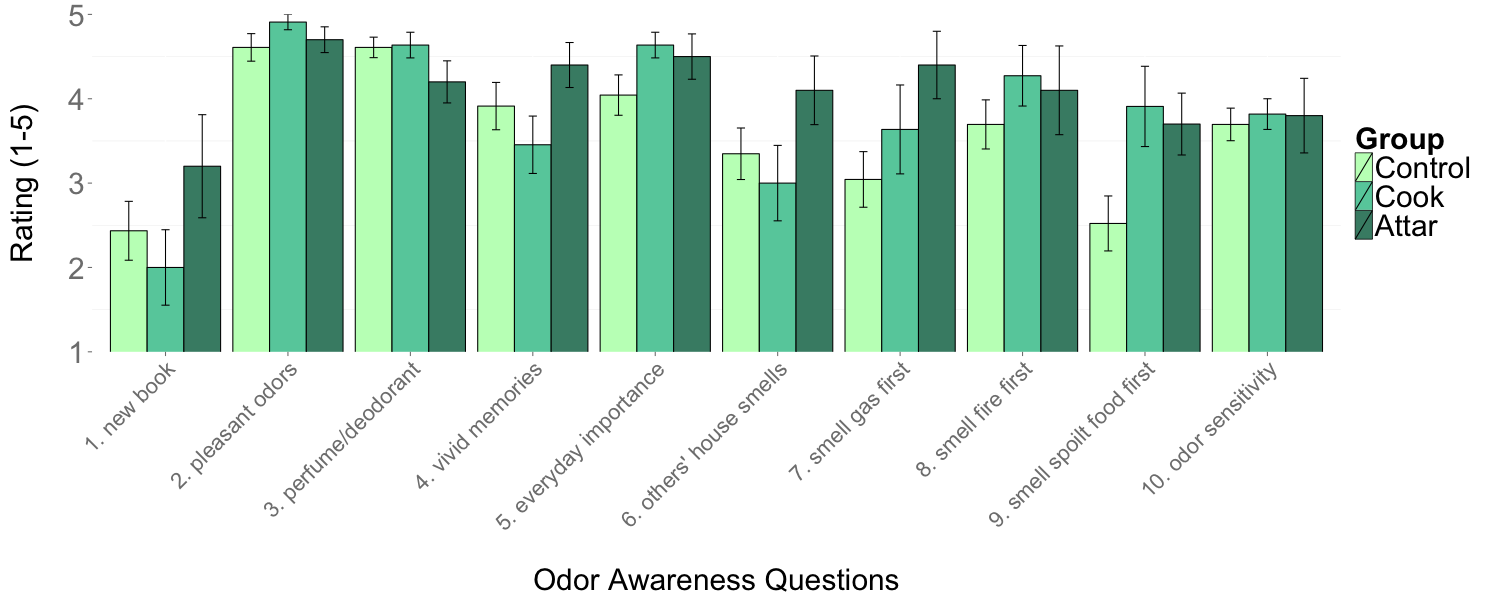 Rating (1-5)
5
4
3
2
1
1. new book
2. pleasant odors
3. perfume/deodorant
4. vivid memories
5. everyday importance
6. others' house smells
7. smell gas first
8. smell fire first
9. smell spoilt food first
10. odor sensitivity
Odor Awareness Questions
Group
Control
Cook
Attar